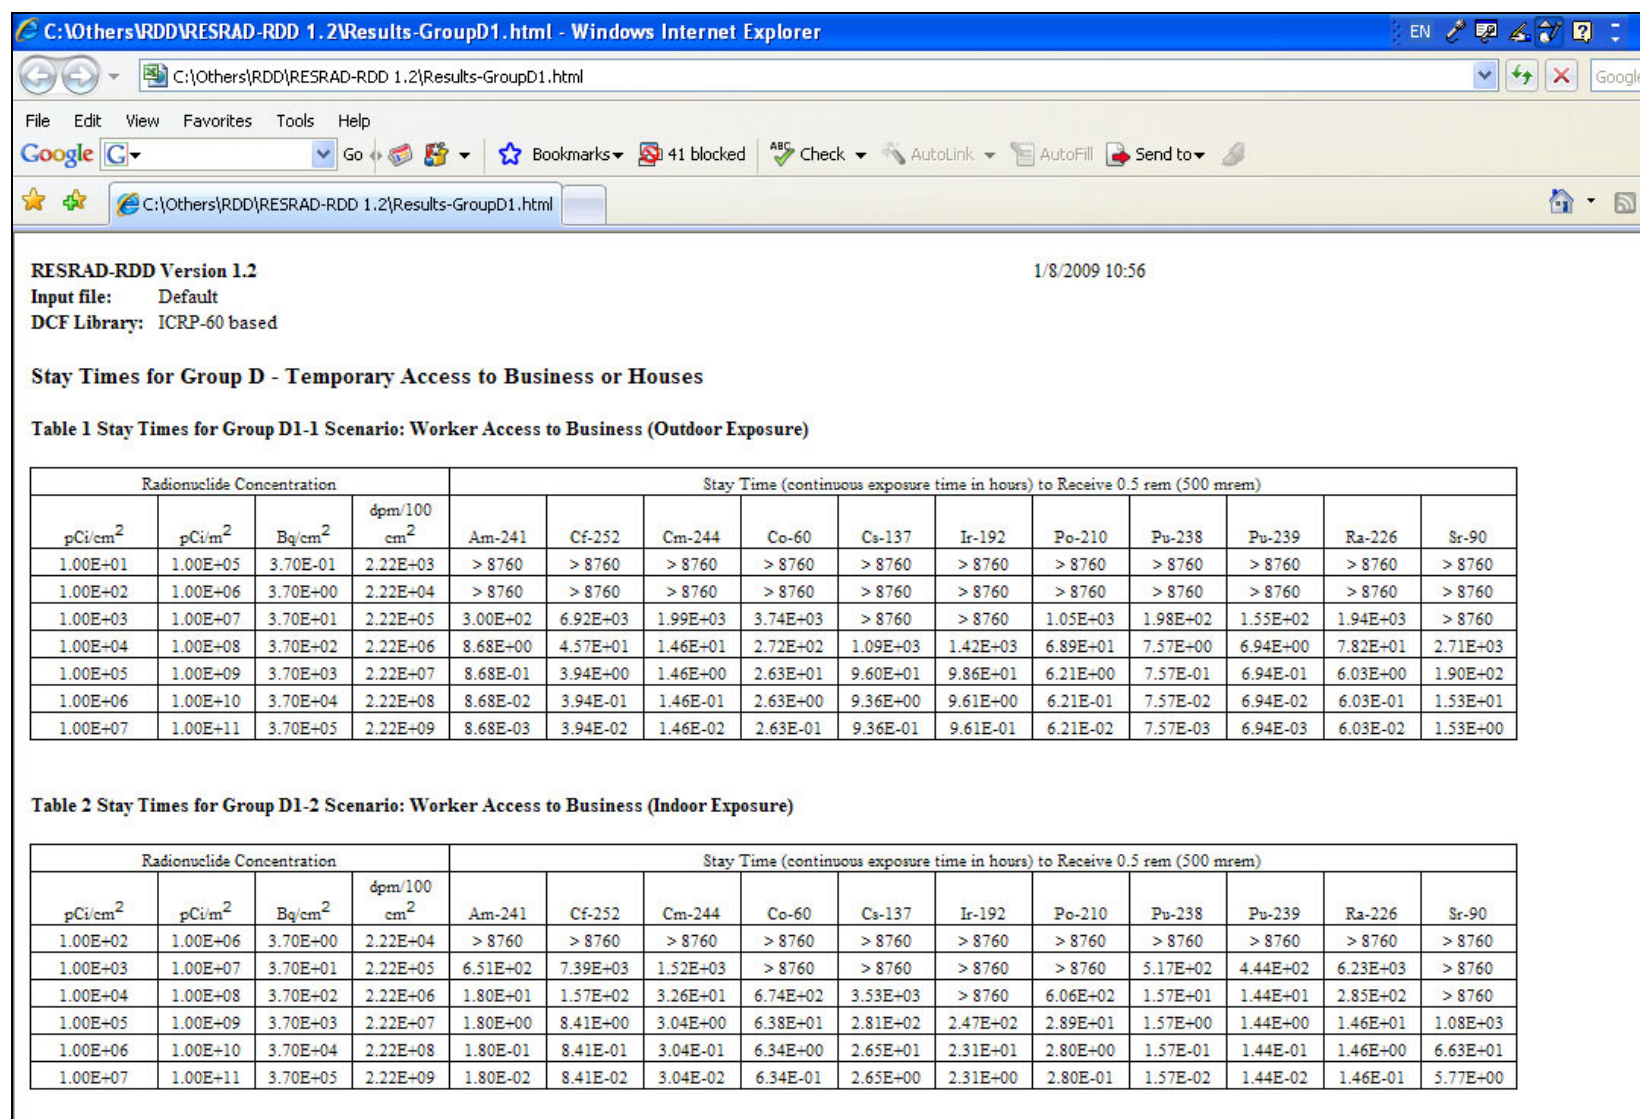 C:\Others\RDD\RESRAD-RDD 1.2\Results-GroupD1.html - Windows Internet Explorer EN
C:\Others\RDD\RESRAD-RDD 1.2\Results-GroupD1.html Google
File Edit View Favorites Tools Help
Google G Go Bookmarks 41 blocked ABC Check AutoLink AutoFill Send to
C:\Others\RDD\RESRAD-RDD 1.2\Results-GroupD1.html
RESRAD-RDD Version 1.2 1/8/2009 10:56
Input file: Default
DCF Library: ICRP-60 based
Stay Times for Group D - Temporary Access to Business or Houses
Table 1 Stay Times for Group D1-1 Scenario: Worker Access to Business (Outdoor Exposure)
Radionuclide Concentration Stay Time (continuous exposure time in hours) to Receive 0.5 rem (500 mrem)
pCi/cm2 pCi/m2 Bq/cm2 dpm/100 cm2 Am-241 Cf-252 Cm-244 Co-60 Cs-137 Ir-192 Po-210 Pu-238 Pu-239 Ra-226 Sr-90
1.00E+01 1.00E+05 3.70E-01 2.22E+03 > 8760 > 8760 > 8760 > 8760 > 8760 > 8760 > 8760 > 8760 > 8760 > 8760 > 8760
1.00E+02 1.00E+06 3.70E+00 2.22E+04 > 8760 > 8760 > 8760 > 8760 > 8760 > 8760 > 8760 > 8760 > 8760 > 8760 > 8760
1.00E+03 1.00E+07 3.70E+01 2.22E+05 3.00E+02 6.92E+03 1.99E+03 3.74E+03 > 8760 > 8760 1.05E+03 1.98E+02 1.55E+02 1.94E+03 > 8760
1.00E+04 1.00E+08 3.70E+02 2.22E+06 8.68E+00 4.57E+01 1.46E+01 2.72E+02 1.09E+03 1.42E+03 6.89E+01 7.57E+00 6.94E+00 7.82E+01 2.71E+03
1.00E+05 1.00E+09 3.70E+03 2.22E+07 8.68E-01 3.94E+00 1.46E+00 2.63E+01 9.60E+01 9.86E+01 6.21E+00 7.57E-01 6.94E-01 6.03E+00 1.90E+02
1.00E+06 1.00E+10 3.70E+04 2.22E+08 8.68E-02 3.94E-01 1.46E-01 2.63E+00 9.36E+00 9.61E+00 6.21E-01 7.57E-02 6.94E-02 6.03E-01 1.53E+01
1.00E+07 1.00E+11 3.70E+05 2.22E+09 8.68E-03 3.94E-02 1.46E-02 2.63E-01 9.36E-01 9.61E-01 6.21E-02 7.57E-03 6.94E-03 6.03E-02 1.53E+00
Table 2 Stay Times for Group D1-2 Scenario: Worker Access to Business (Indoor Exposure)
Radionuclide Concentration Stay Time (continuous exposure time in hours) to Receive 0.5 rem (500 mrem)
pCi/cm2 pCi/m2 Bq/cm2 dpm/100 cm2 Am-241 Cf-252 Cm-244 Co-60 Cs-137 Ir-192 Po-210 Pu-238 Pu-239 Ra-226 Sr-90
1.00E+02 1.00E+06 3.70E+00 2.22E+04 > 8760 > 8760 > 8760 > 8760 > 8760 > 8760 > 8760 > 8760 > 8760 > 8760 > 8760
1.00E+03 1.00E+07 3.70E+01 2.22E+05 6.51E+02 7.39E+03 1.52E+03 > 8760 > 8760 > 8760 > 8760 5.17E+02 4.44E+02 6.23E+03 > 8760
1.00E+04 1.00E+08 3.70E+02 2.22E+06 1.80E+01 1.57E+02 3.26E+01 6.74E+02 3.53E+03 > 8760 6.06E+02 1.57E+01 1.44E+01 2.85E+02 > 8760
1.00E+05 1.00E+09 3.70E+03 2.22E+07 1.80E+00 8.41E+00 3.04E+00 6.38E+01 2.81E+02 2.47E+02 2.89E+01 1.57E+00 1.44E+00 1.46E+01 1.08E+03
1.00E+06 1.00E+10 3.70E+04 2.22E+08 1.80E-01 8.41E-01 3.04E-01 6.34E+00 2.65E+01 2.31E+01 2.80E+00 1.57E-01 1.44E-01 1.46E+00 6.63E+01
1.00E+07 1.00E+11 3.70E+05 2.22E+09 1.80E-02 8.41E-02 3.04E-02 6.34E-01 2.65E+00 2.31E+00 2.80E-01 1.57E-02 1.44E-02 1.46E-01 5.77E+00